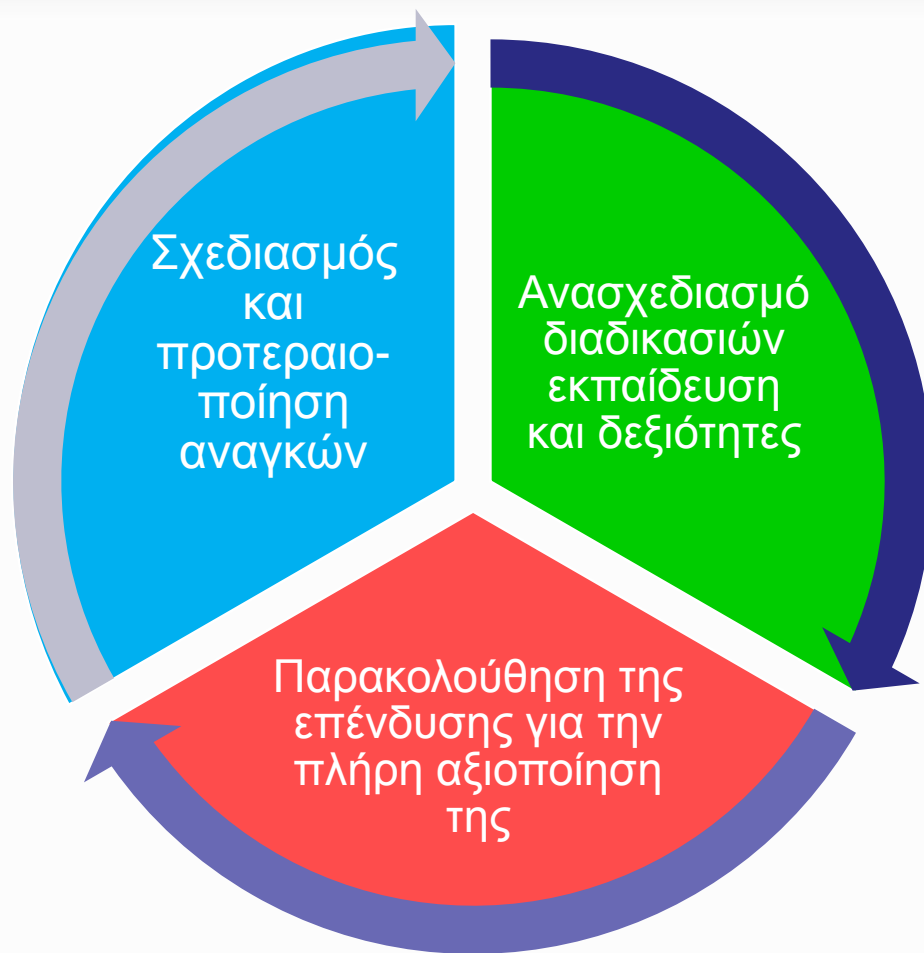 Σχεδιασμός
και
προτεραιο-
ποίηση
αναγκών
Ανασχεδιασμό
διαδικασιών
εκπαίδευση
και δεξιότητες
Παρακολούθηση της
επένδυσης για την
πλήρη αξιοποίηση
της